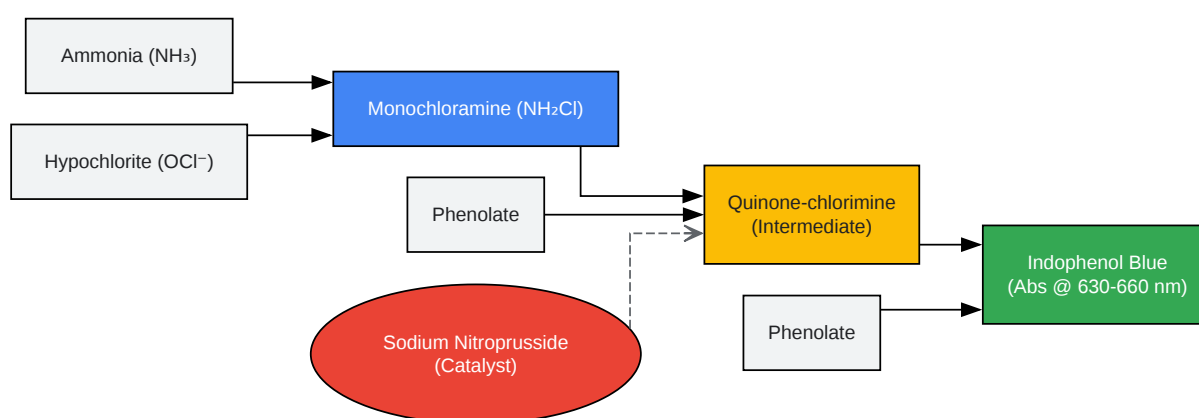 Ammonia (NH₃)
Hypochlorite (OCl⁻)
Monochloramine (NH₂Cl)
Phenolate
Sodium Nitroprusside
(Catalyst)
Quinone-chlorimine
(Intermediate)
Phenolate
Indophenol Blue
(Abs @ 630-660 nm)